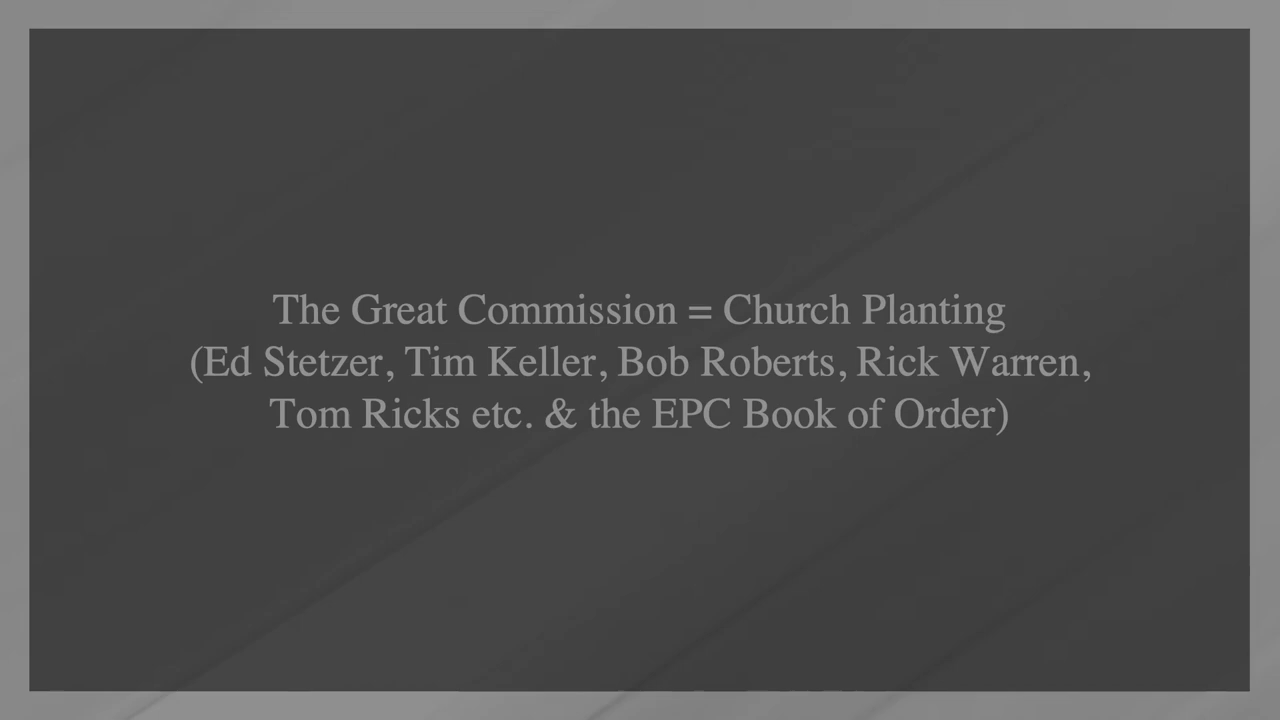 The Great Commission = Church Planting
(Ed Stetzer, Tim Keller, Bob Roberts, Rick Warren,
Tom Ricks etc. & the EPC Book of Order)